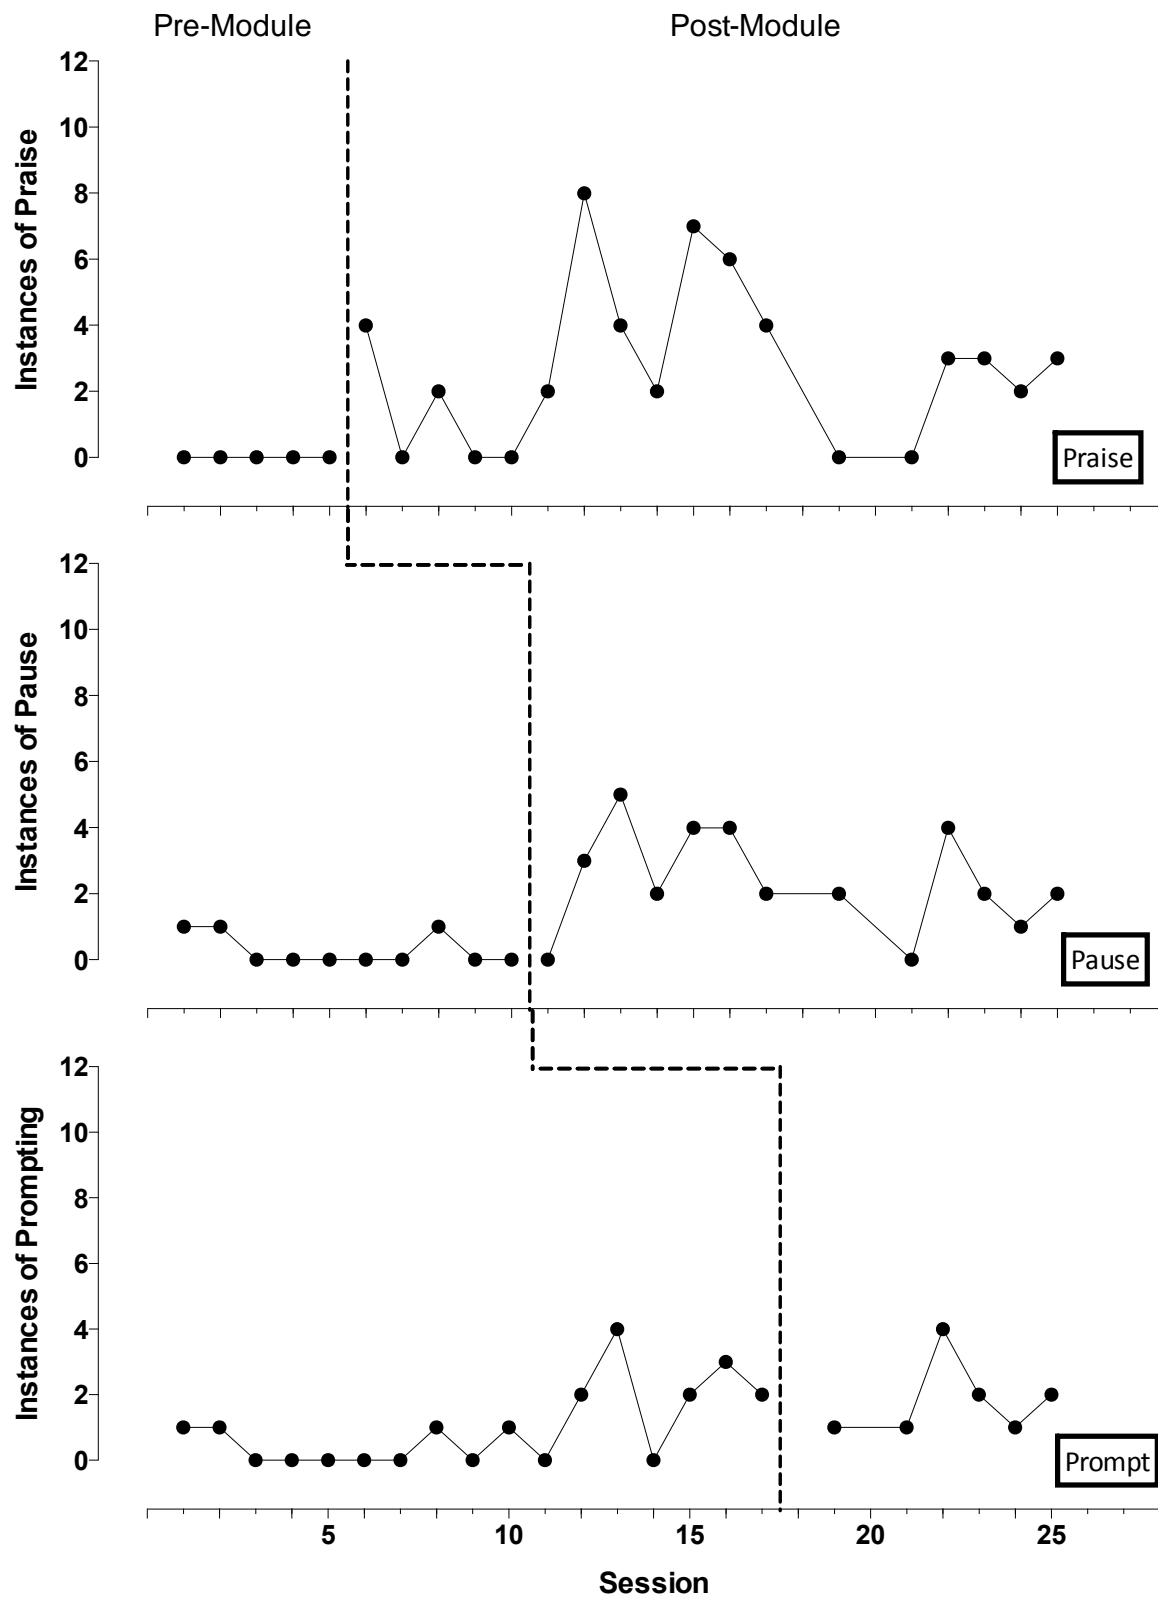 Pre-Module Post-Module
Instances of Praise
12
10
8
6
4
2
0
Praise
Instances of Pause
12
10
8
6
4
2
0
Pause
Instances of Prompting
12
10
8
6
4
2
0
Prompt
5 10 15 20 25
Session